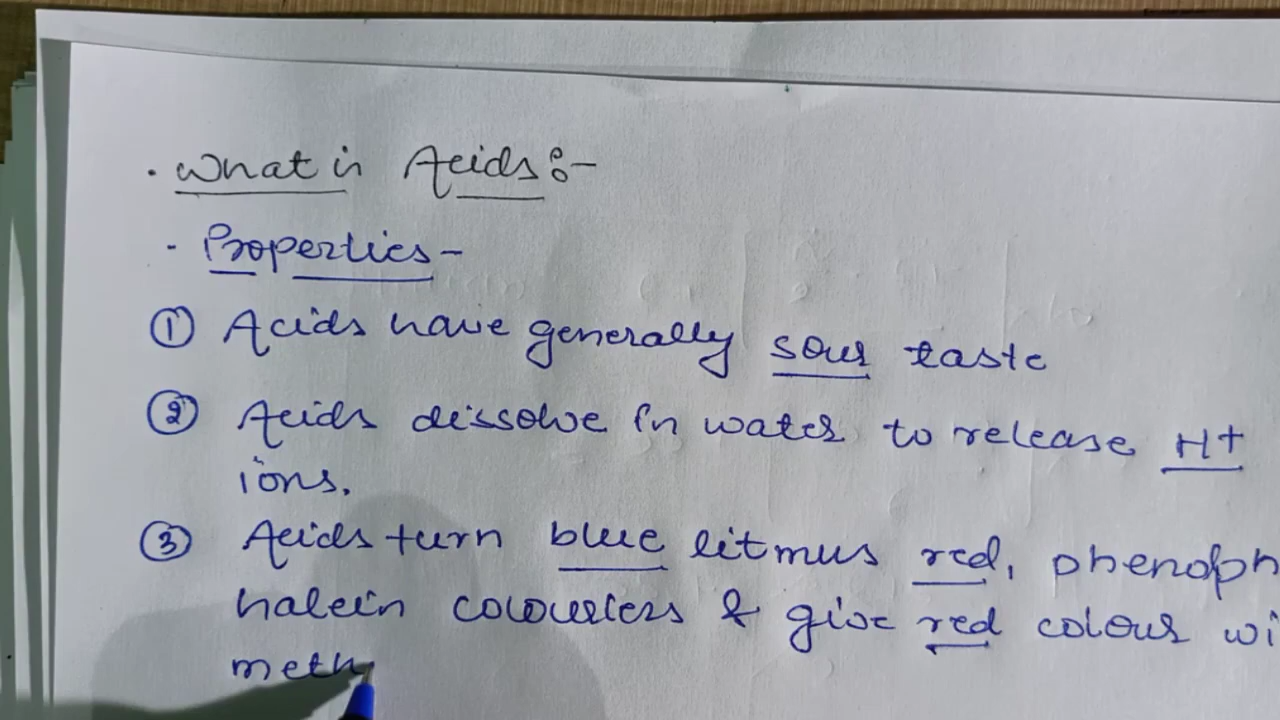 . What is Acids :-
- Properties -
① Acids have generally sour taste
② Acids dissolve in water to release H+
ions.
③ Acids turn blue litmus red, phenolph
halein colourless & give red colour wi
meth